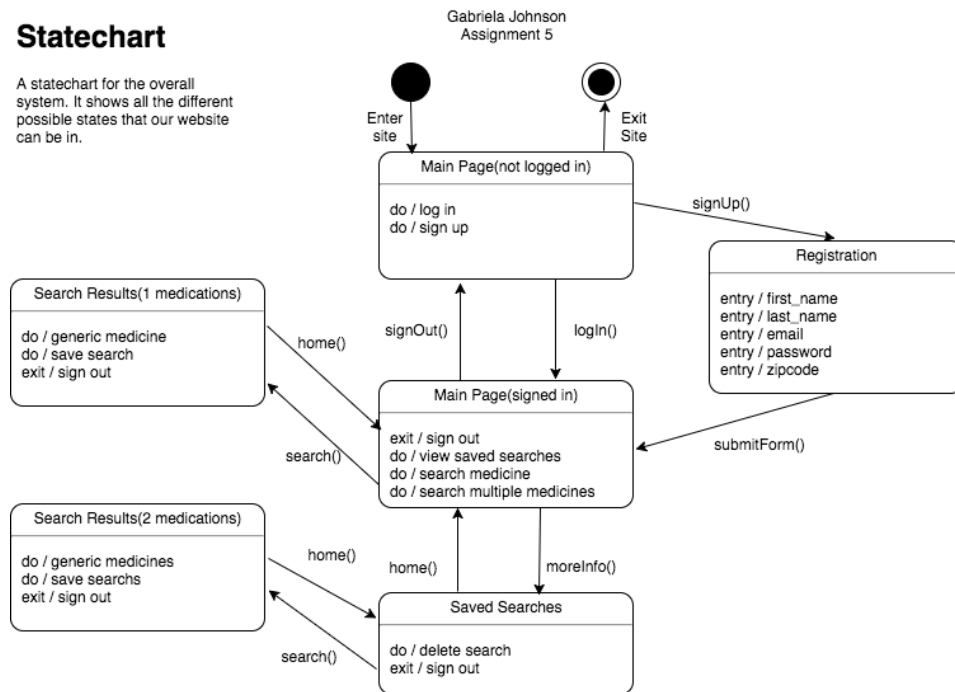 Statechart
A statechart for the overall
system. It shows all the different
possible states that our website
can be in.
Gabriela Johnson
Assignment 5
Enter
site
Exit
Site
Main Page(not logged in)
do / log in
do / sign up
signUp()
Registration
entry / first_name
entry / last_name
entry / email
entry / password
entry / zipcode
Search Results(1 medications)
do / generic medicine
do / save search
exit / sign out
home()
signOut()
logIn()
search()
Main Page(signed in)
exit / sign out
do / view saved searches
do / search medicine
do / search multiple medicines
submitForm()
Search Results(2 medications)
do / generic medicines
do / save searchs
exit / sign out
home()
home()
moreInfo()
search()
Saved Searches
do / delete search
exit / sign out